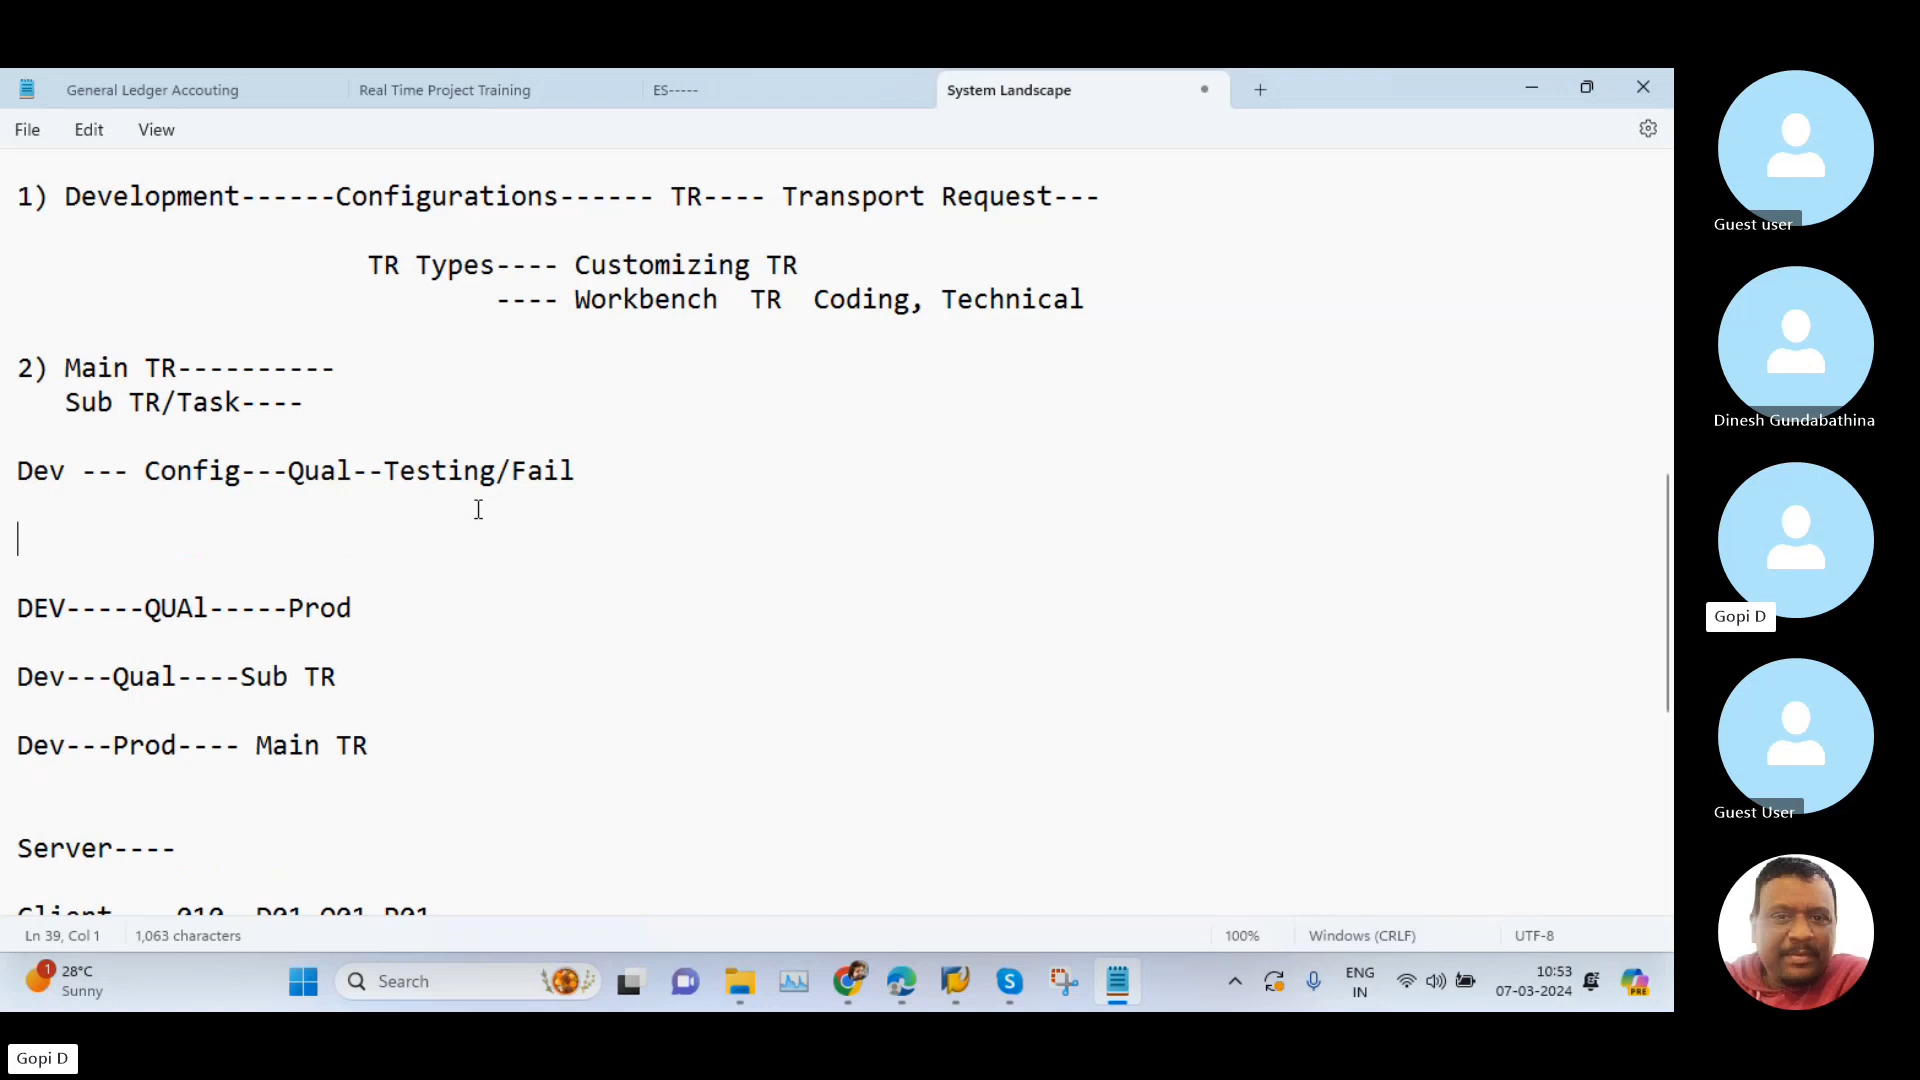 General Ledger Accouting
Real Time Project Training
ES-----
System Landscape
File
Edit
View
1) Development------Configurations------ TR---- Transport Request---
TR Types---- Customizing TR
---- Workbench TR Coding, Technical
2) Main TR----------
Sub TR/Task----
Dev --- Config---Qual--Testing/Fail
DEV-----QUAl-----Prod
Dev---Qual----Sub TR
Dev---Prod---- Main TR
Server----
Ln 39, Col 1
1,063 characters
100%
Windows (CRLF)
UTF-8
1
28°C
Sunny
Search
ENG
IN
10:53
07-03-2024
PRE
Guest user
Dinesh Gundabathina
Gopi D
Guest User
Gopi D